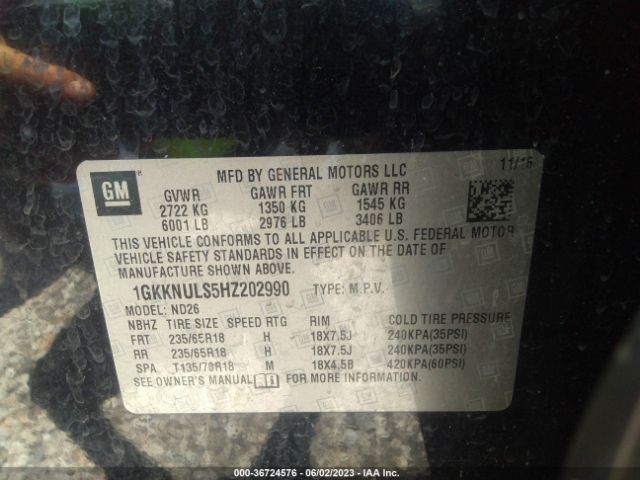 GM
MFD BY GENERAL MOTORS LLC 11/16
GVWR GAWR FRT GAWR RR
2722 KG 1350 KG 1545 KG
6001 LB 2976 LB 3406 LB
THIS VEHICLE CONFORMS TO ALL APPLICABLE U.S. FEDERAL MOTOR
VEHICLE SAFETY STANDARDS IN EFFECT ON THE DATE OF
MANUFACTURE SHOWN ABOVE.
1GKKNULS5HZ202990 TYPE: M.P.V.
MODEL: ND26
NBHZ TIRE SIZE SPEED RTG RIM COLD TIRE PRESSURE
FRT 235/65R18 H 18X7.5J 240KPA(35PSI)
RR 235/65R18 H 18X7.5J 240KPA(35PSI)
SPA T135/70R18 M 18X4.5B 420KPA(60PSI)
SEE OWNER'S MANUAL FOR MORE INFORMATION.
000-36724576 - 06/02/2023 - IAA Inc.